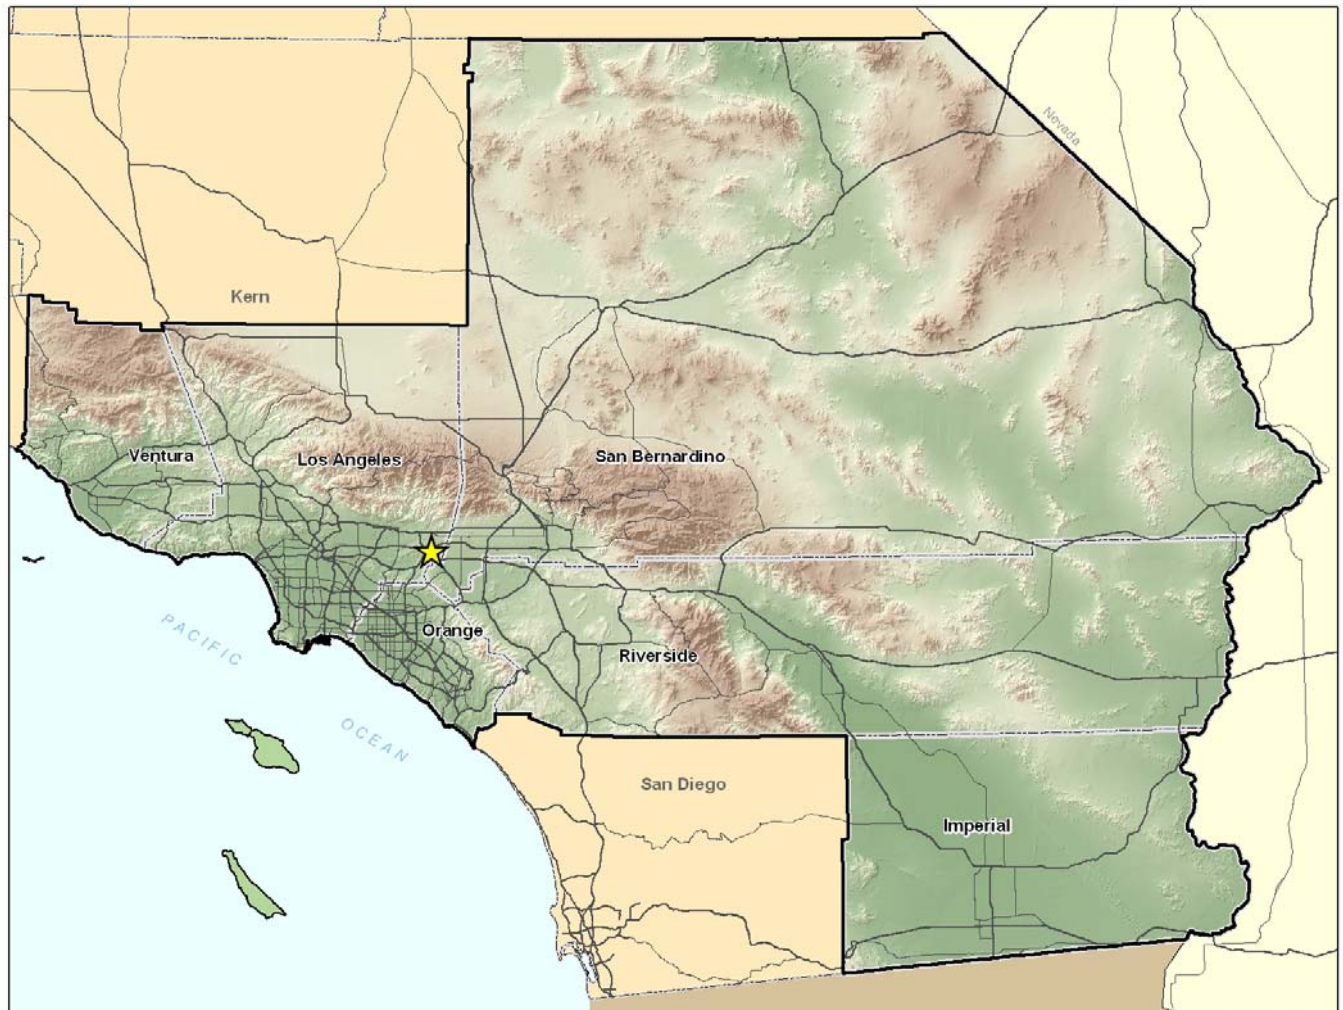 Nevada
Kern
Ventura
Los Angeles
San Bernardino
PACIFIC
OCEAN
Orange
Riverside
San Diego
Imperial